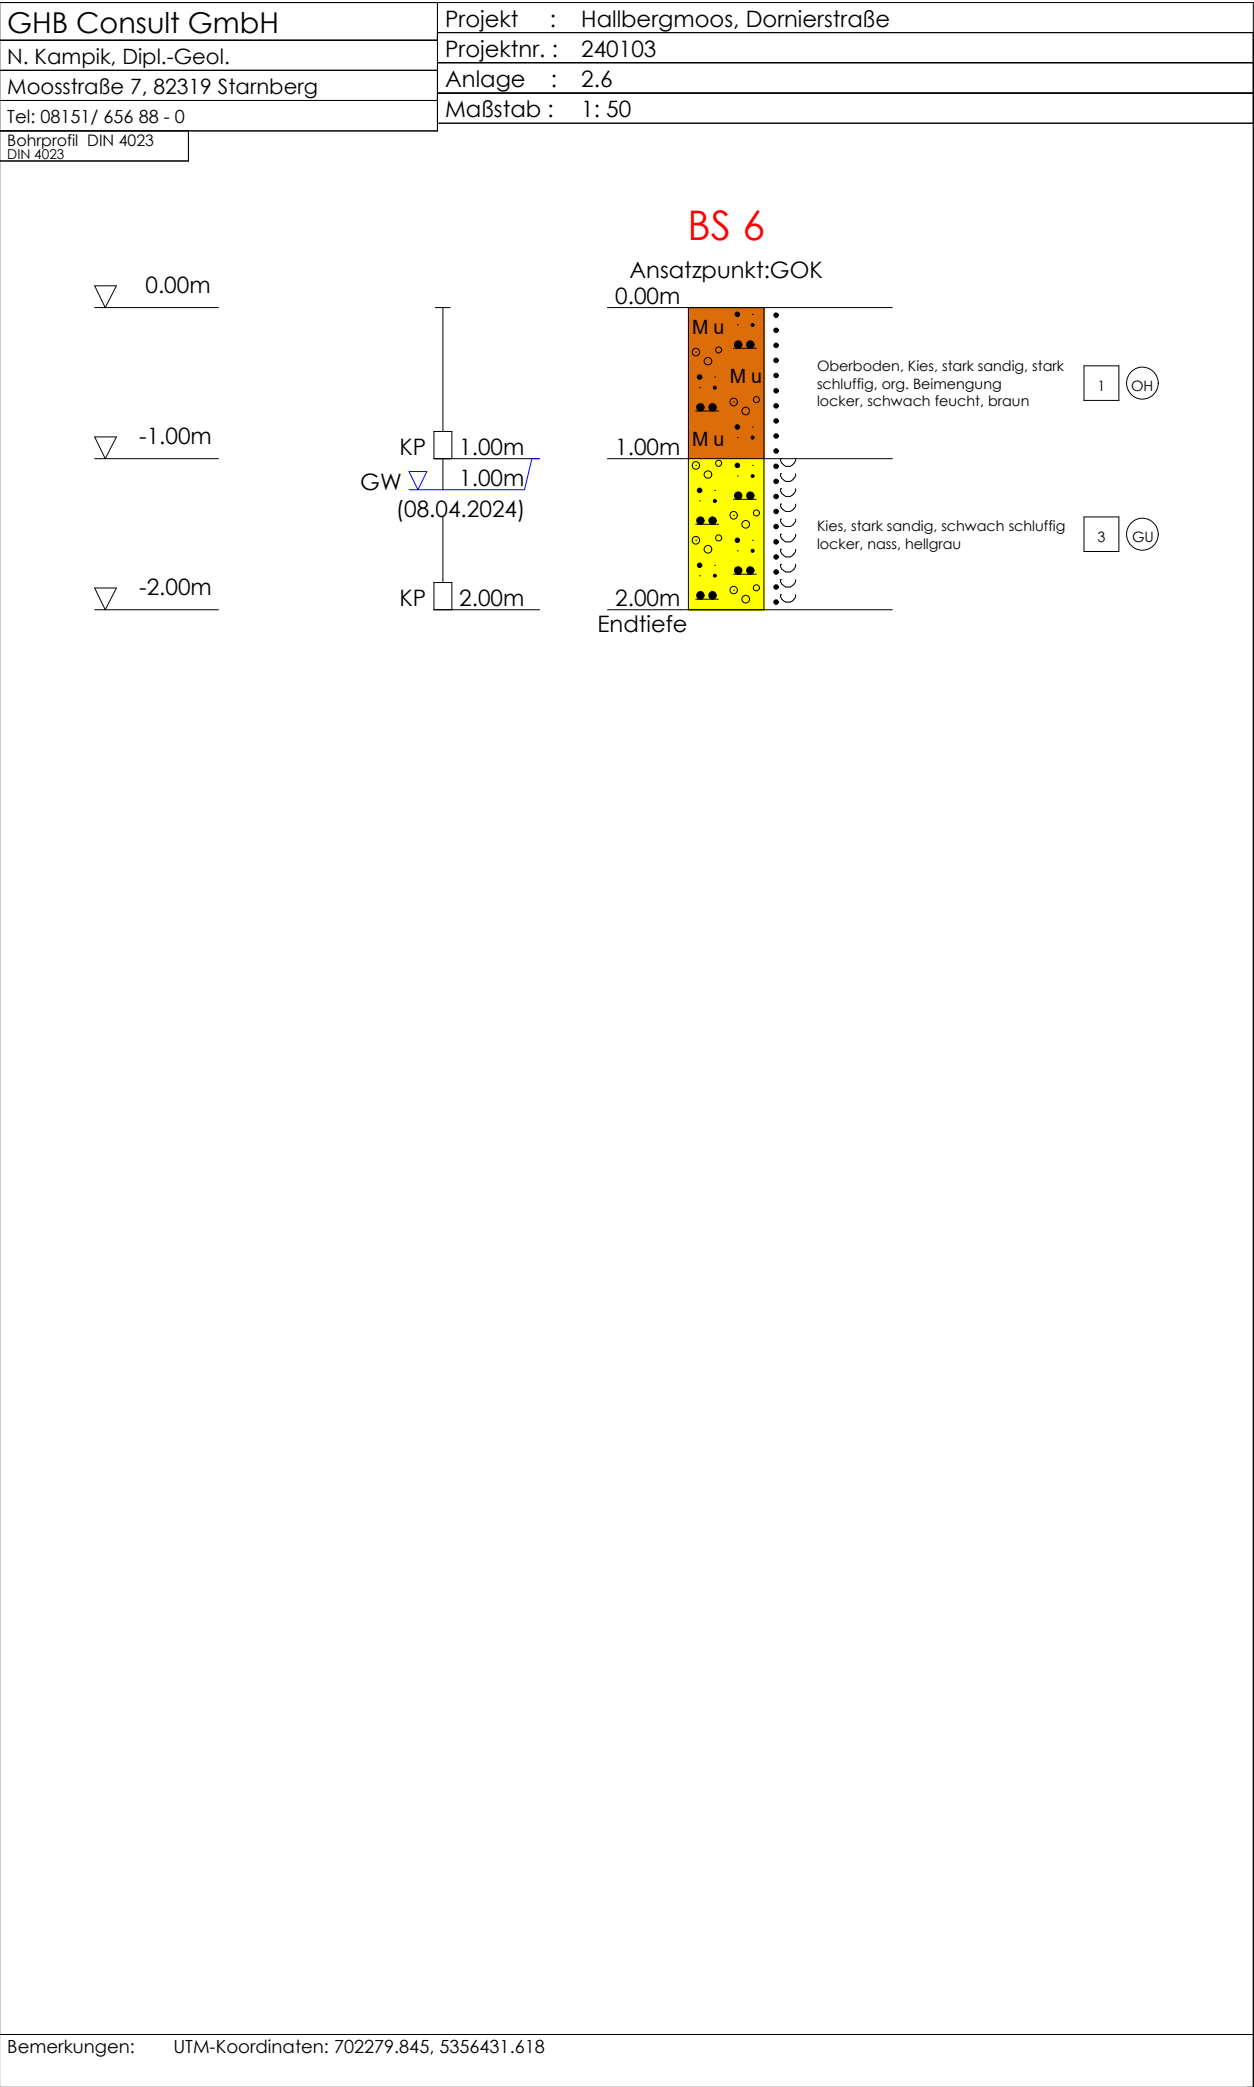 GHB Consult GmbH
N. Kampik, Dipl.-Geol.
Moosstraße 7, 82319 Starnberg
Tel: 08151/ 656 88 - 0
Bohrprofil DIN 4023
DIN 4023
Projekt : Hallbergmoos, Dornierstraße
Projektnr. : 240103
Anlage : 2.6
Maßstab : 1: 50
BS 6
Ansatzpunkt:GOK
0.00m
0.00m
Mu
Mu
Mu
Oberboden, Kies, stark sandig, stark
schluffig, org. Beimengung
locker, schwach feucht, braun
1 OH
-1.00m
KP 1.00m
1.00m
GW 1.00m
(08.04.2024)
Kies, stark sandig, schwach schluffig
locker, nass, hellgrau
3 GU
-2.00m
KP 2.00m
2.00m
Endtiefe
Bemerkungen: UTM-Koordinaten: 702279.845, 5356431.618